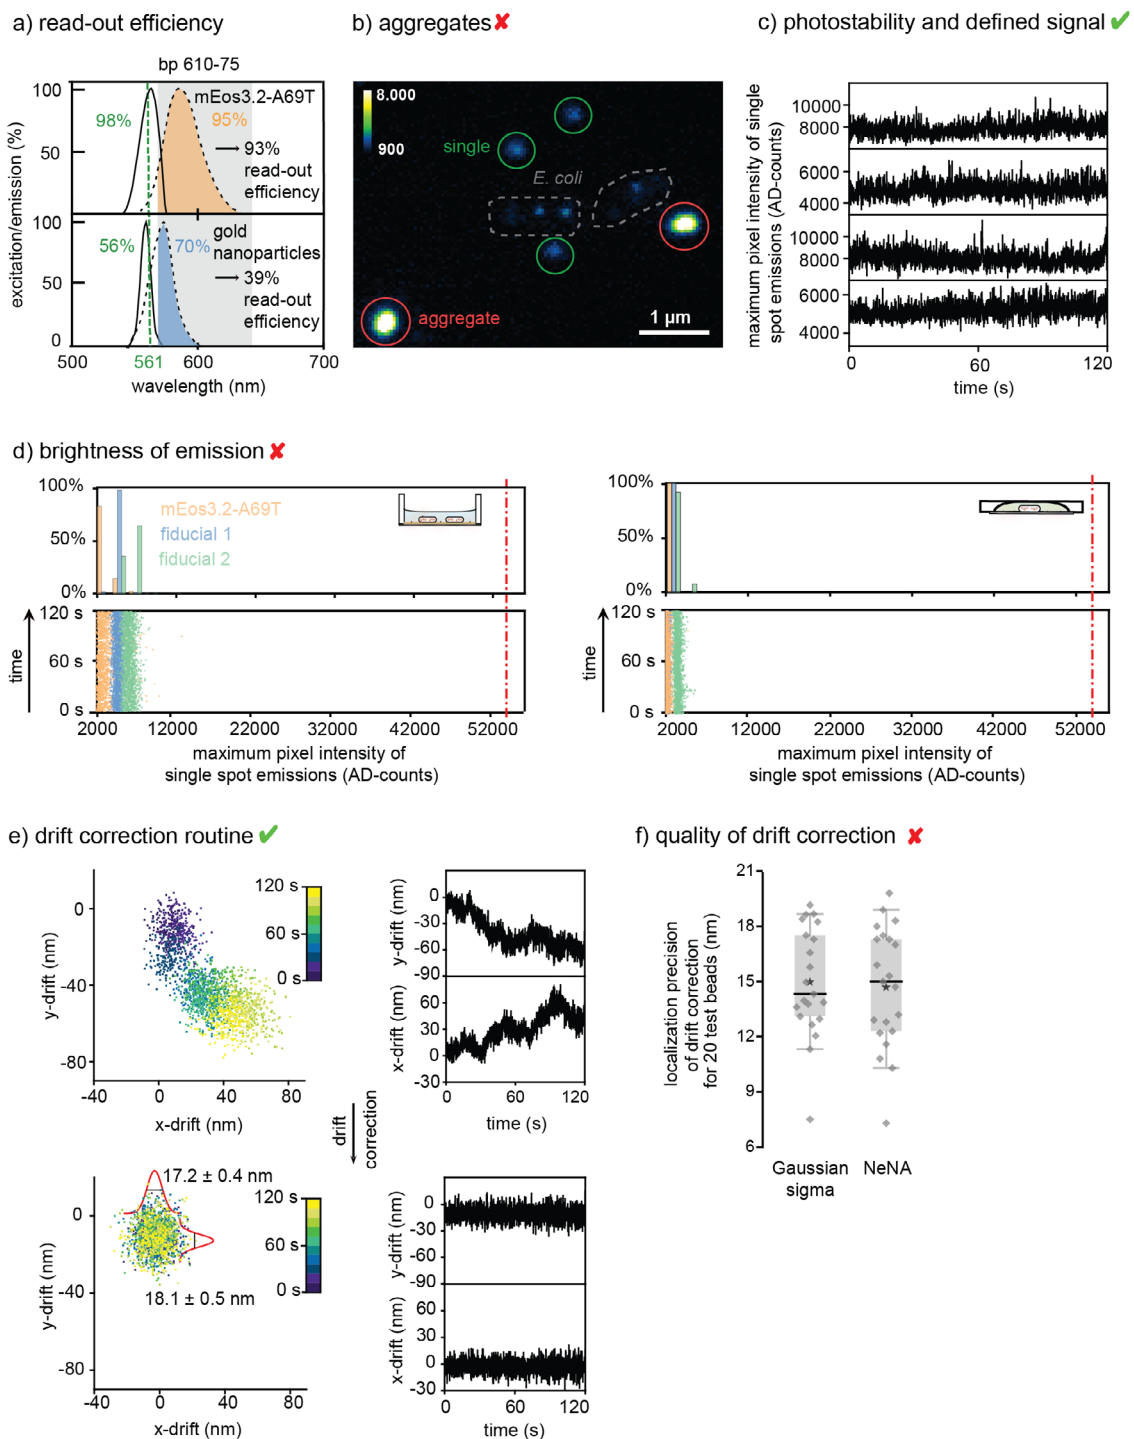 a) read-out efficiency
bp 610-75
excitation/emission (%)
100
50
98%
mEos3.2-A69T
95%
93%
read-out
efficiency
100
50
0
56%
70%
gold
nanoparticles
39%
read-out
efficiency
500
561
600
700
wavelength (nm)
b) aggregates ✘
8.000
900
single
E. coli
aggregate
1 µm
c) photostability and defined signal ✔
maximum pixel intensity of single
spot emissions (AD-counts)
10000
8000
6000
4000
10000
8000
6000
4000
0
60
120
time (s)
d) brightness of emission ✘
100%
50%
0%
mEos3.2-A69T
fiducial 1
fiducial 2
time
120 s
60 s
0 s
2000
12000
22000
32000
42000
52000
maximum pixel intensity of
single spot emissions (AD-counts)
100%
50%
0%
time
120 s
60 s
0 s
2000
12000
22000
32000
42000
52000
maximum pixel intensity of
single spot emissions (AD-counts)
e) drift correction routine ✔
y-drift (nm)
0
-40
-80
120 s
60 s
0 s
-40
0
40
80
x-drift (nm)
y-drift (nm)
0
-30
-60
-90
x-drift (nm)
60
30
0
-30
0
60
120
time (s)
drift
correction
17.2 ± 0.4 nm
18.1 ± 0.5 nm
y-drift (nm)
0
-40
-80
120 s
60 s
0 s
-40
0
40
80
x-drift (nm)
y-drift (nm)
0
-30
-60
-90
x-drift (nm)
60
30
0
-30
0
60
120
time (s)
f) quality of drift correction ✘
localization precision
of drift correction
for 20 test beads (nm)
21
18
15
12
9
6
Gaussian
sigma
NeNA